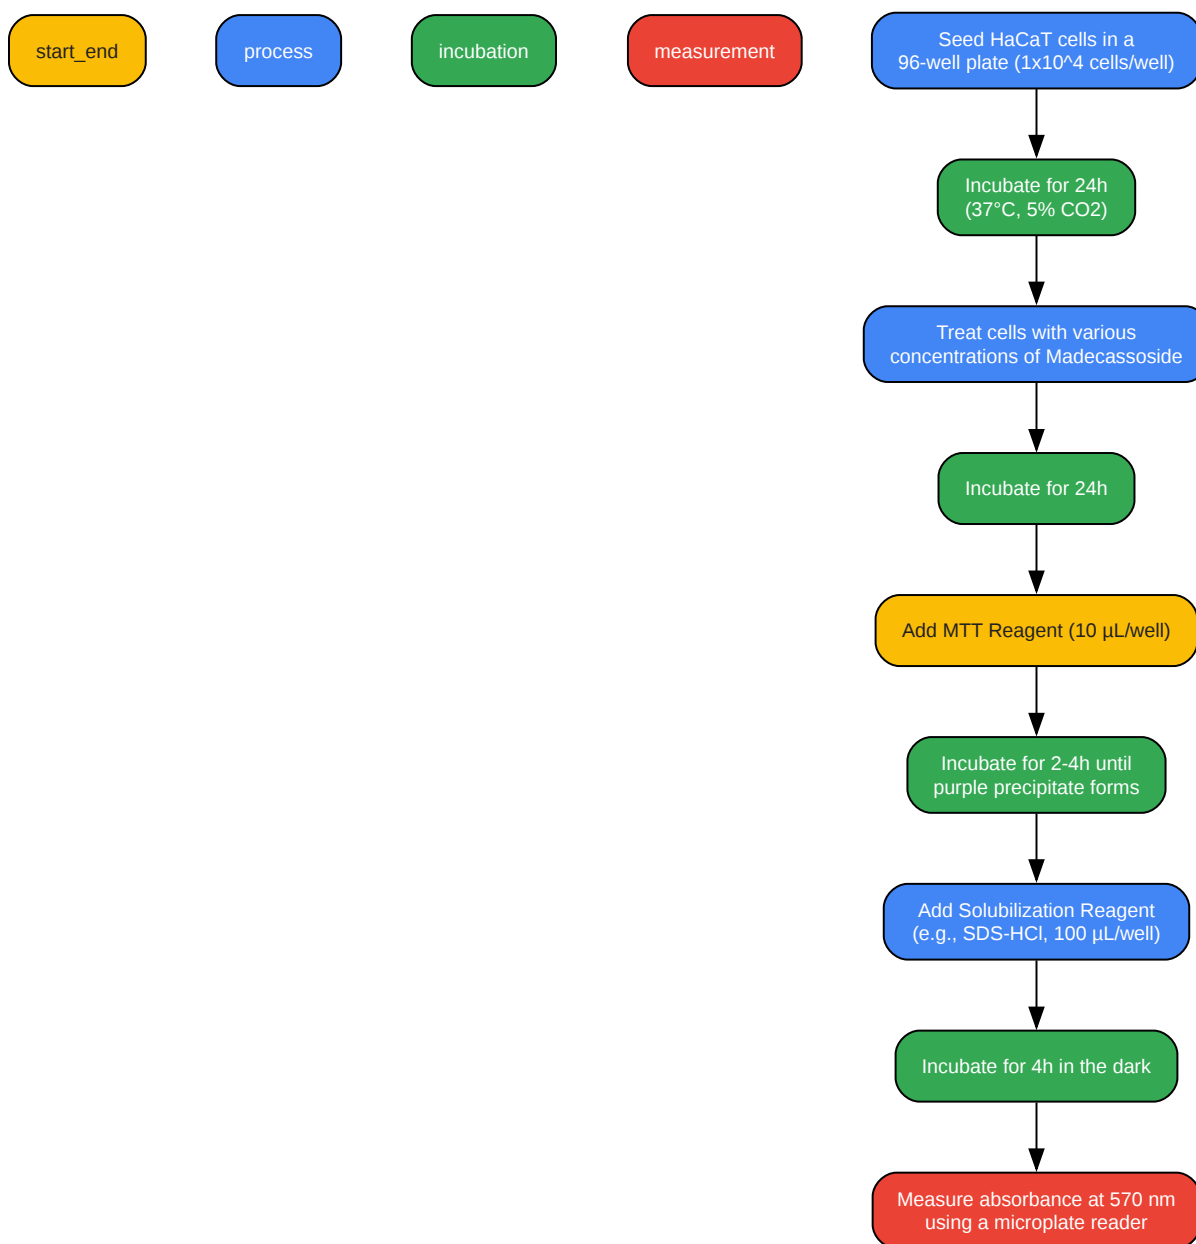 start_end
process
incubation
measurement
Seed HaCaT cells in a
96-well plate (1x10^4 cells/well)
Incubate for 24h
(37°C, 5% CO2)
Treat cells with various
concentrations of Madecassoside
Incubate for 24h
Add MTT Reagent (10 µL/well)
Incubate for 2-4h until
purple precipitate forms
Add Solubilization Reagent
(e.g., SDS-HCl, 100 µL/well)
Incubate for 4h in the dark
Measure absorbance at 570 nm
using a microplate reader